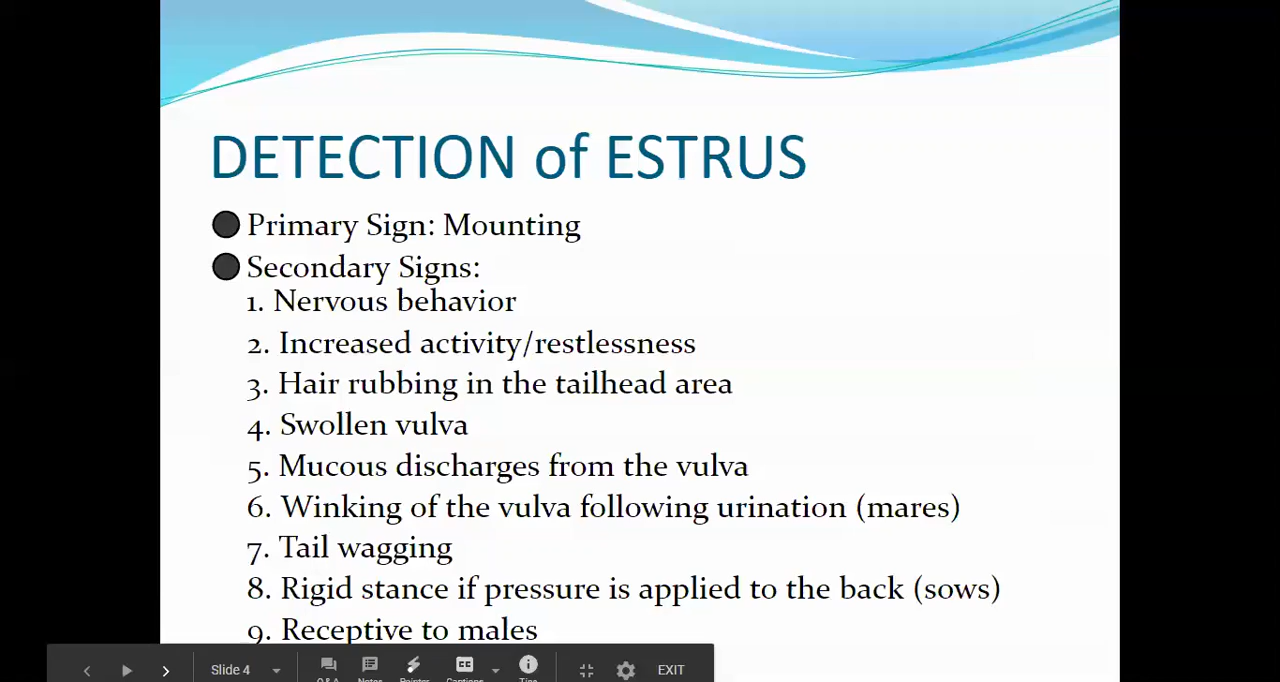 DETECTION of ESTRUS
Primary Sign: Mounting
Secondary Signs:
1. Nervous behavior
2. Increased activity/restlessness
3. Hair rubbing in the tailhead area
4. Swollen vulva
5. Mucous discharges from the vulva
6. Winking of the vulva following urination (mares)
7. Tail wagging
8. Rigid stance if pressure is applied to the back (sows)
9. Receptive to males
Slide 4
CC
EXIT